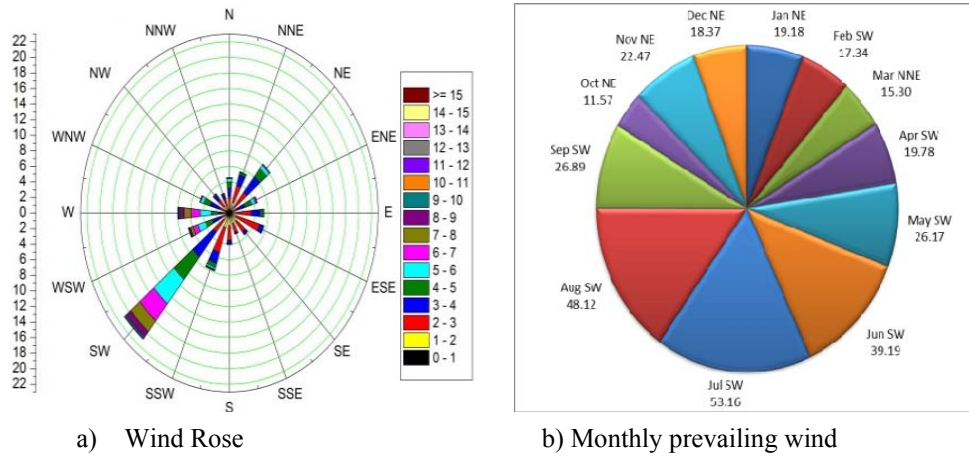 N
NNE
NE
ENE
E
ESE
SE
SSE
S
SSW
SW
WSW
W
WNW
NW
NNW
22
20
18
16
14
12
10
8
6
4
2
0
2
4
6
8
10
12
14
16
18
20
22
>= 15
14 - 15
13 - 14
12 - 13
11 - 12
10 - 11
9 - 10
8 - 9
7 - 8
6 - 7
5 - 6
4 - 5
3 - 4
2 - 3
1 - 2
0 - 1
a) Wind Rose
Jan NE
19.18
Feb SW
17.34
Mar NNE
15.30
Apr SW
19.78
May SW
26.17
Jun SW
39.19
Jul SW
53.16
Aug SW
48.12
Sep SW
26.89
Oct NE
11.57
Nov NE
22.47
Dec NE
18.37
b) Monthly prevailing wind